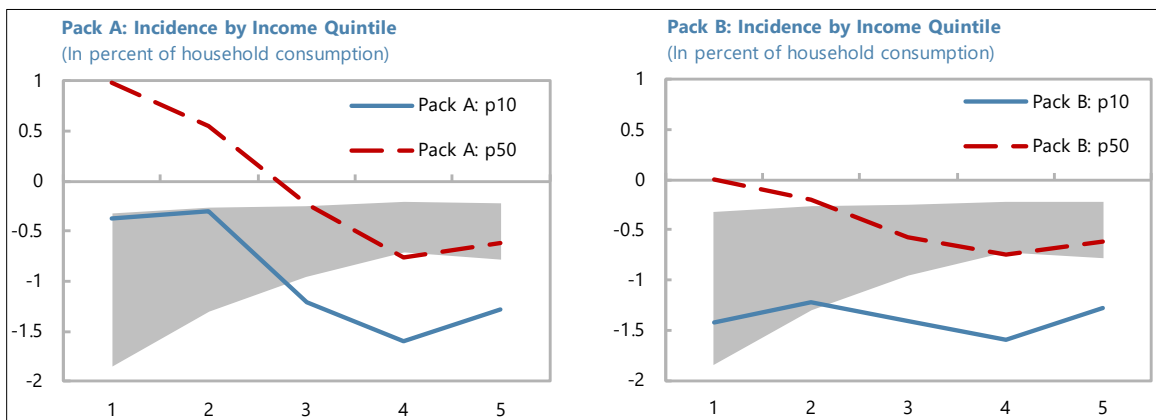 Pack A: Incidence by Income Quintile
(In percent of household consumption)
1
0.5
0
-0.5
-1
-1.5
-2
1 2 3 4 5
Pack A: p10
Pack A: p50
Pack B: Incidence by Income Quintile
(In percent of household consumption)
1
0.5
0
-0.5
-1
-1.5
-2
1 2 3 4 5
Pack B: p10
Pack B: p50